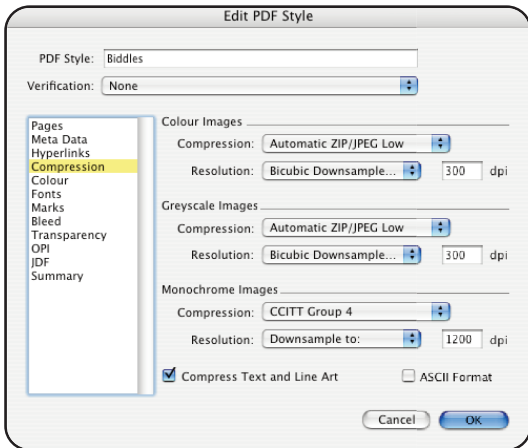 Edit PDF Style
PDF Style: Biddles
Verification: None
Pages
Meta Data
Hyperlinks
Compression
Colour
Fonts
Marks
Bleed
Transparency
OPI
JDF
Summary
Colour Images
Compression: Automatic ZIP/JPEG Low
Resolution: Bicubic Downsample... 300 dpi
Greyscale Images
Compression: Automatic ZIP/JPEG Low
Resolution: Bicubic Downsample... 300 dpi
Monochrome Images
Compression: CCITT Group 4
Resolution: Downsample to: 1200 dpi
Compress Text and Line Art ASCII Format
Cancel OK